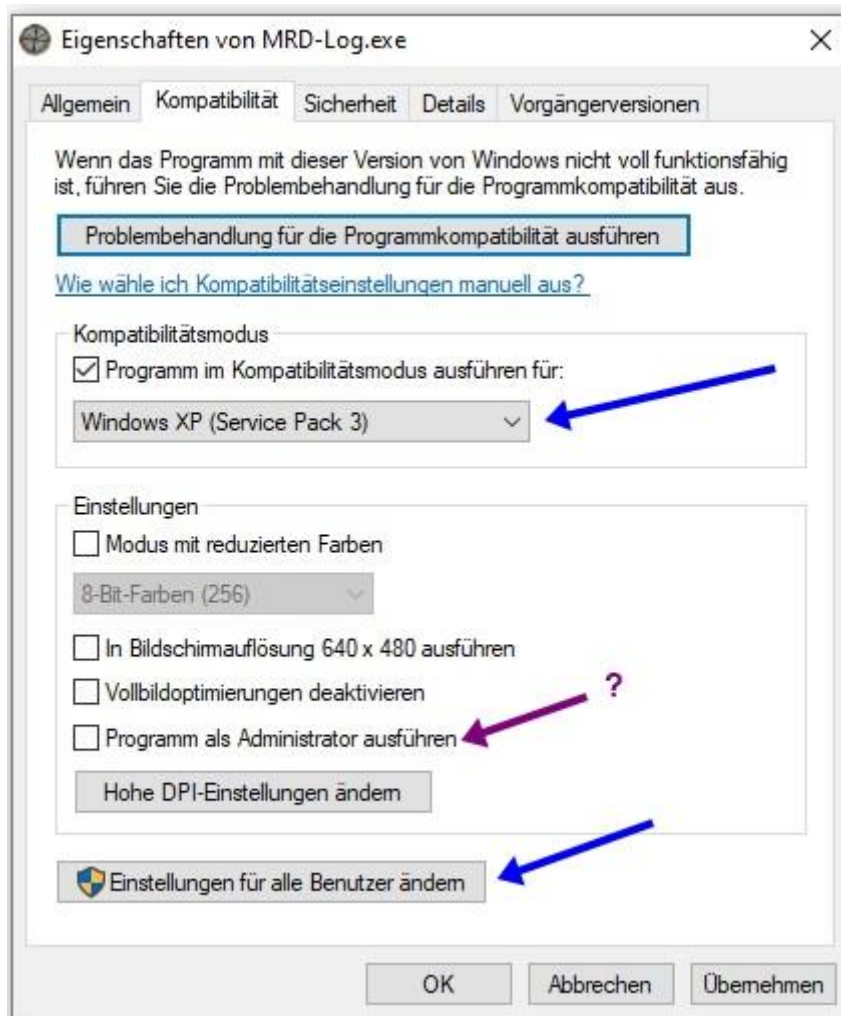 Eigenschaften von MRD-Log.exe
Allgemein Kompatibilität Sicherheit Details Vorgängerversionen
Wenn das Programm mit dieser Version von Windows nicht voll funktionsfähig
ist, führen Sie die Problembehandlung für die Programmkompatibilität aus.
Problembehandlung für die Programmkompatibilität ausführen
Wie wähle ich Kompatibilitätseinstellungen manuell aus?
Kompatibilitätsmodus
Programm im Kompatibilitätsmodus ausführen für:
Windows XP (Service Pack 3)
Einstellungen
Modus mit reduzierten Farben
8-Bit-Farben (256)
In Bildschirmauflösung 640 x 480 ausführen
Vollbildoptimierungen deaktivieren
?
Programm als Administrator ausführen
Hohe DPI-Einstellungen ändern
Einstellungen für alle Benutzer ändern
OK Abbrechen Übernehmen